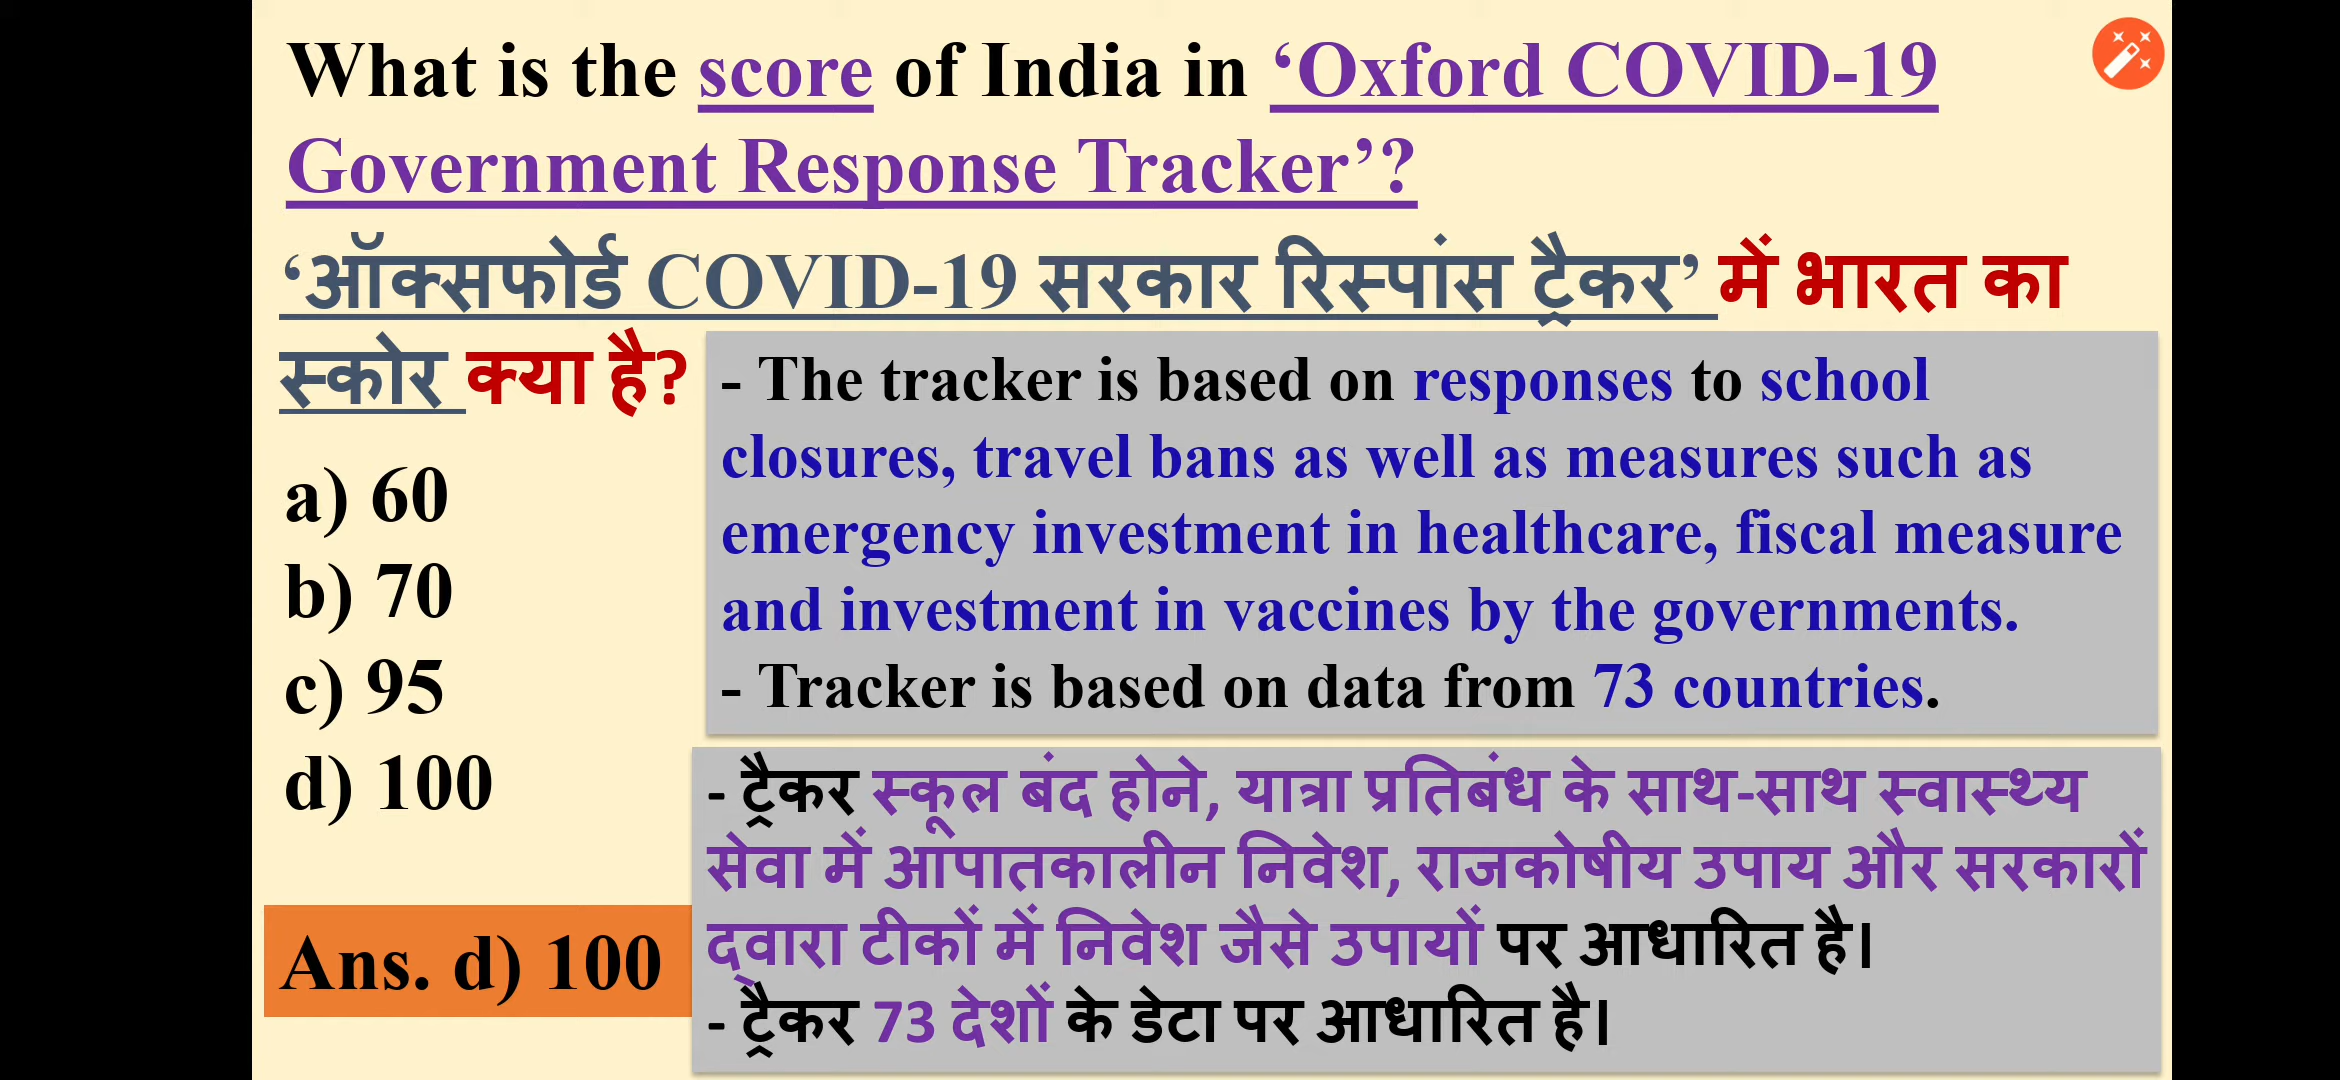 What is the score of India in ‘Oxford COVID-19
Government Response Tracker’?
‘ऑक्सफोर्ड COVID-19 सरकार रिस्पांस ट्रैकर’ में भारत का
स्कोर क्या है?
a) 60
b) 70
c) 95
d) 100
Ans. d) 100
- The tracker is based on responses to school
closures, travel bans as well as measures such as
emergency investment in healthcare, fiscal measure
and investment in vaccines by the governments.
- Tracker is based on data from 73 countries.
- ट्रैकर स्कूल बंद होने, यात्रा प्रतिबंध के साथ-साथ स्वास्थ्य
सेवा में आपातकालीन निवेश, राजकोषीय उपाय और सरकारों
द्वारा टीकों में निवेश जैसे उपायों पर आधारित है।
- ट्रैकर 73 देशों के डेटा पर आधारित है।